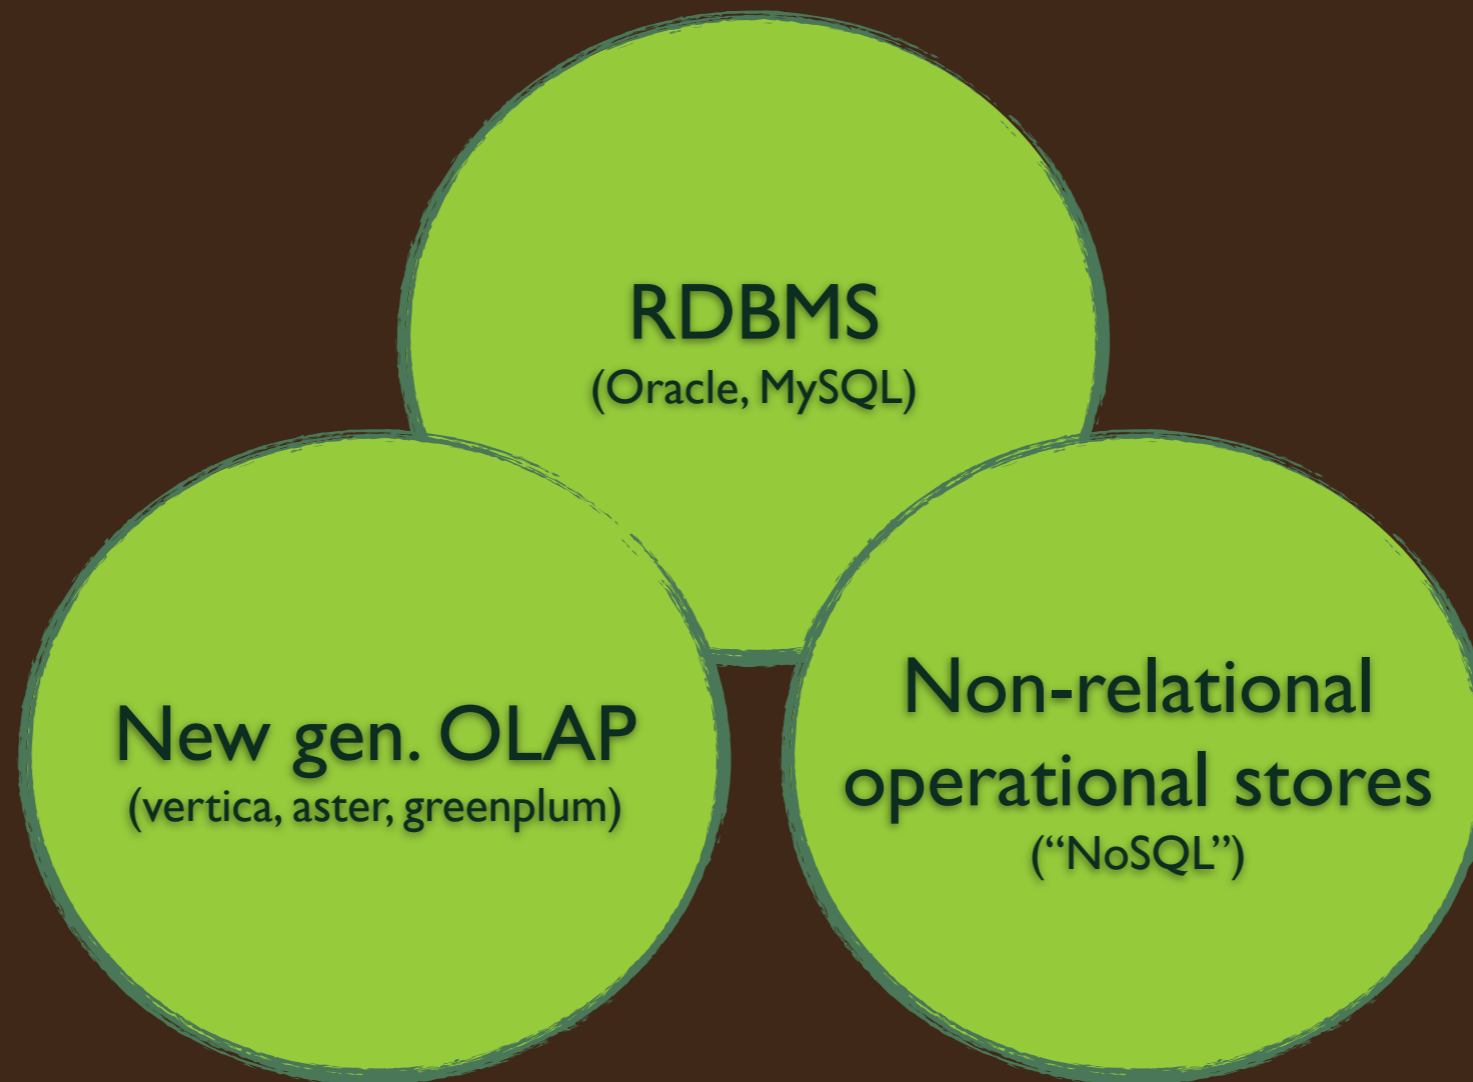 RDBMS
(Oracle, MySQL)
New gen. OLAP
(vertica, aster, greenplum)
Non-relational
operational stores
(“NoSQL”)